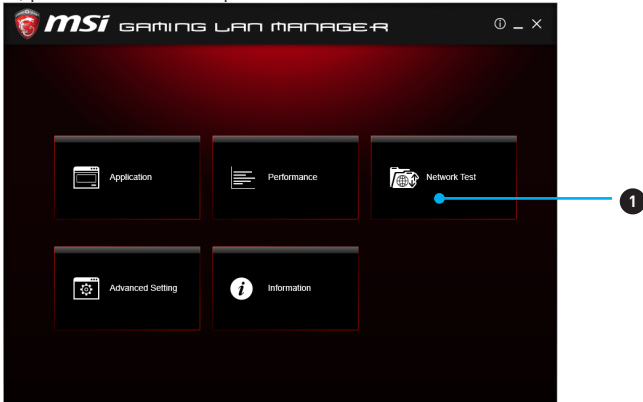 msi GAMING LAN MANAGER
Application
Performance
Network Test
1
Advanced Setting
Information